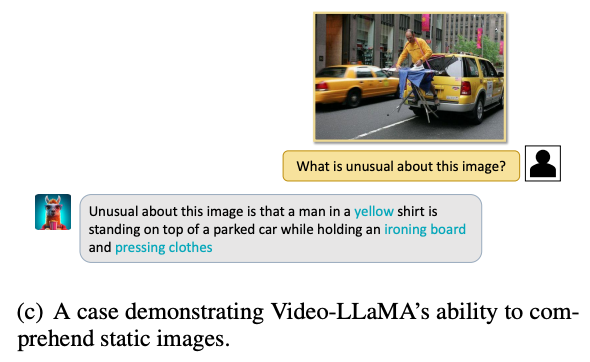 What is unusual about this image?
Unusual about this image is that a man in a yellow shirt is
standing on top of a parked car while holding an ironing board
and pressing clothes
(c) A case demonstrating Video-LLaMA's ability to com-
prehend static images.